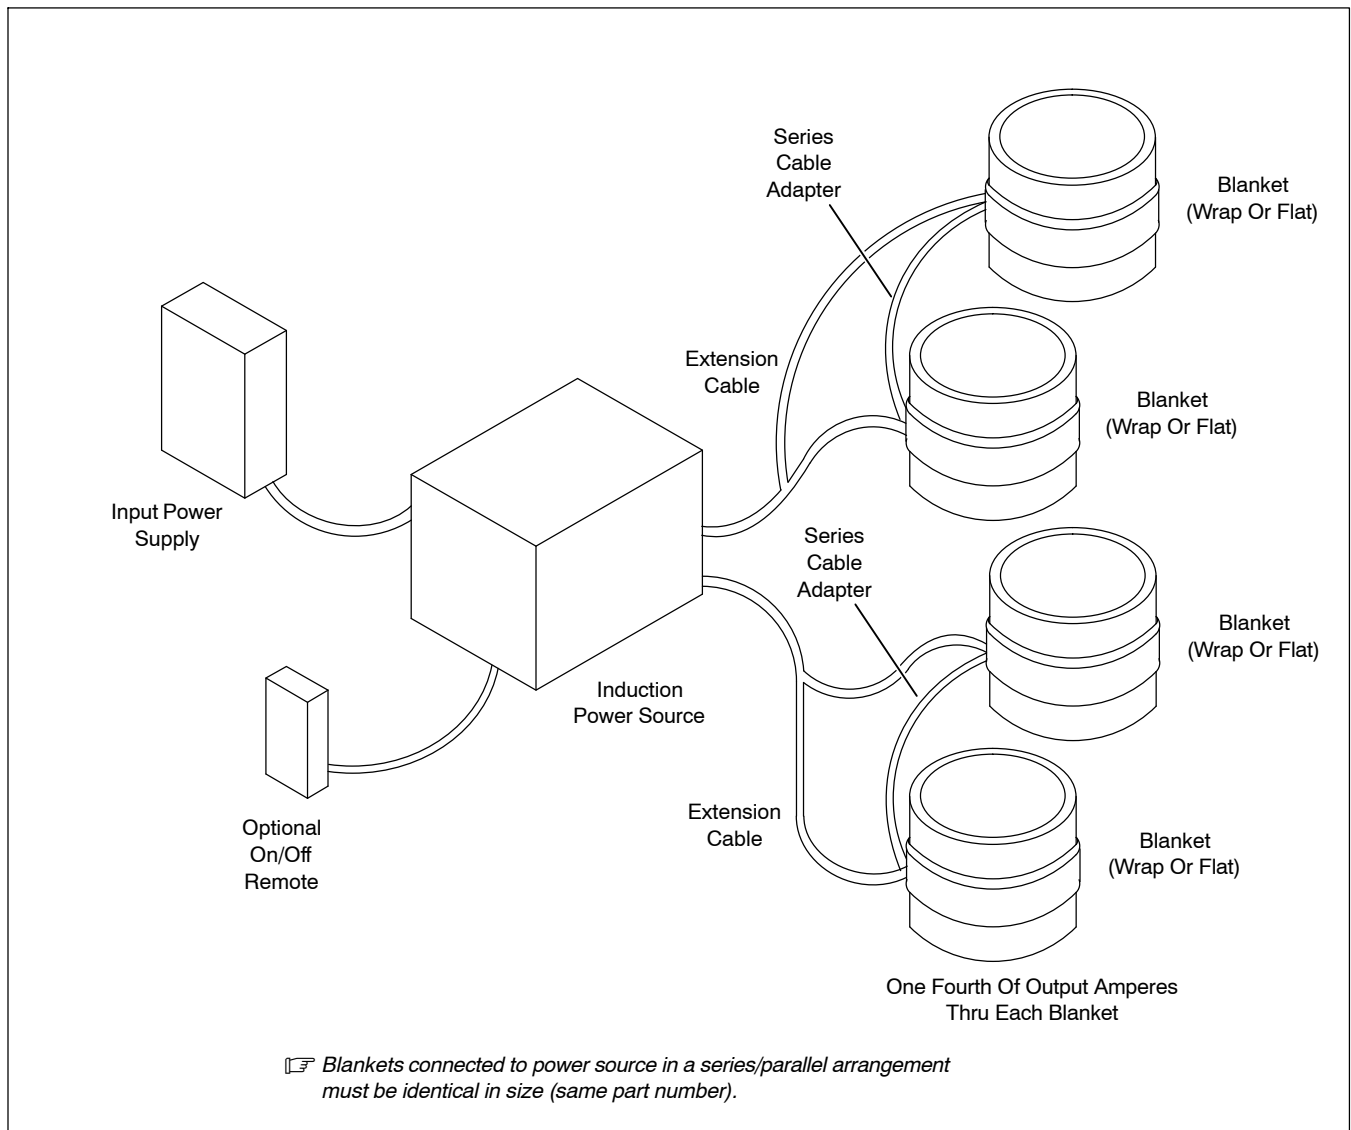 Series
Cable
Adapter
Blanket
(Wrap Or Flat)
Extension
Cable
Blanket
(Wrap Or Flat)
Input Power
Supply
Series
Cable
Adapter
Blanket
(Wrap Or Flat)
Induction
Power Source
Optional
On/Off
Remote
Extension
Cable
Blanket
(Wrap Or Flat)
One Fourth Of Output Amperes
Thru Each Blanket
☞ Blankets connected to power source in a series/parallel arrangement
must be identical in size (same part number).